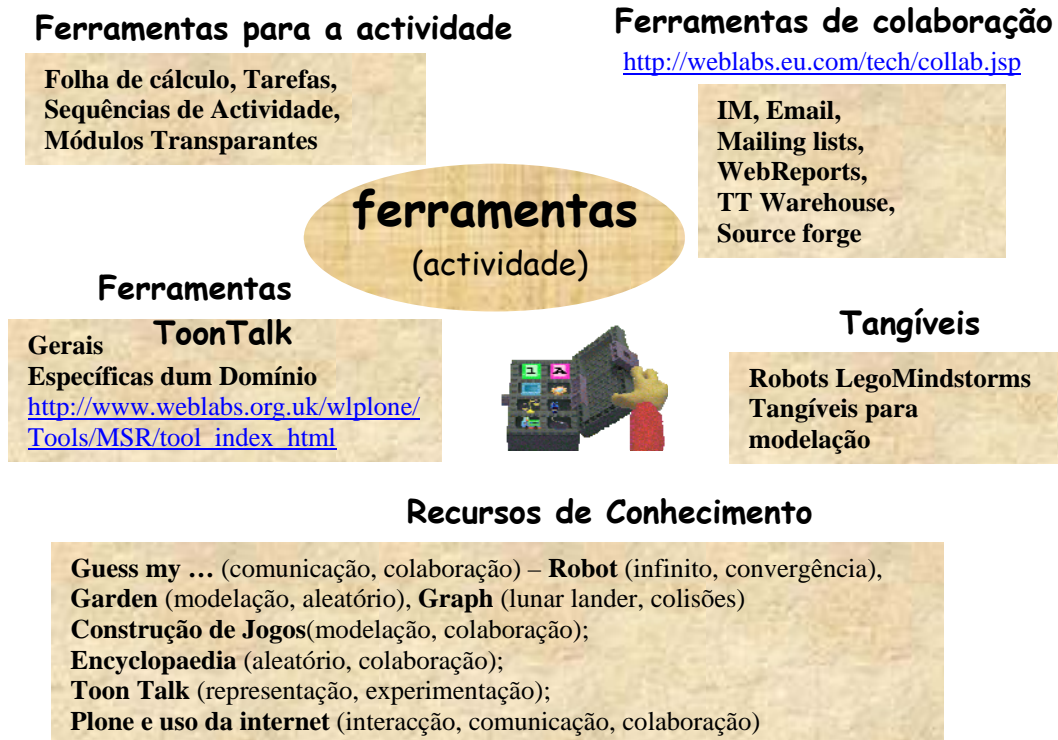 Ferramentas para a actividade
Folha de cálculo, Tarefas,
Sequências de Actividade,
Módulos Transparantes
Ferramentas de colaboração
http://weblabs.eu.com/tech/collab.jsp
IM, Email,
Mailing lists,
WebReports,
TT Warehouse,
Source forge
ferramentas
(actividade)
Ferramentas
ToonTalk
Gerais
Específicas dum Domínio
http://www.weblabs.org.uk/wlplone/
Tools/MSR/tool_index_html
1 A
Tangíveis
Robots LegoMindstorms
Tangíveis para
modelação
Recursos de Conhecimento
Guess my … (comunicação, colaboração) – Robot (infinito, convergência),
Garden (modelação, aleatório), Graph (lunar lander, colisões)
Construção de Jogos(modelação, colaboração);
Encyclopaedia (aleatório, colaboração);
Toon Talk (representação, experimentação);
Plone e uso da internet (interacção, comunicação, colaboração)